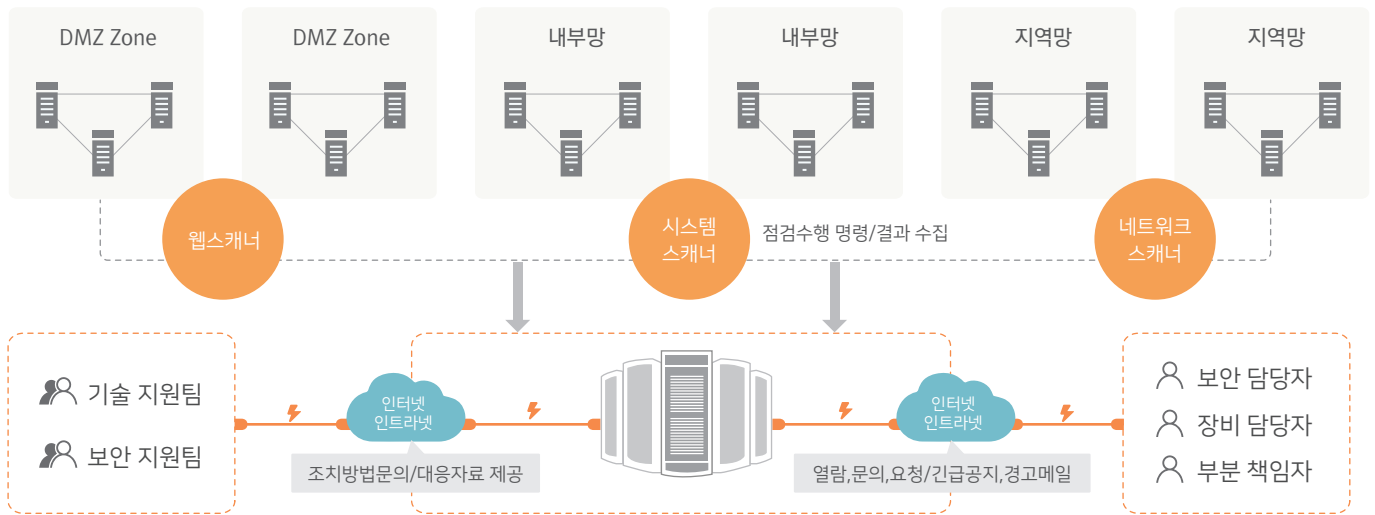 DMZ Zone
DMZ Zone
내부망
내부망
지역망
지역망
웹스캐너
시스템
스캐너
점검수행 명령/결과 수집
네트워크
스캐너
기술 지원팀
보안 지원팀
인터넷
인트라넷
조치방법문의/대응자료 제공
인터넷
인트라넷
열람,문의,요청/긴급공지,경고메일
보안 담당자
장비 담당자
부분 책임자